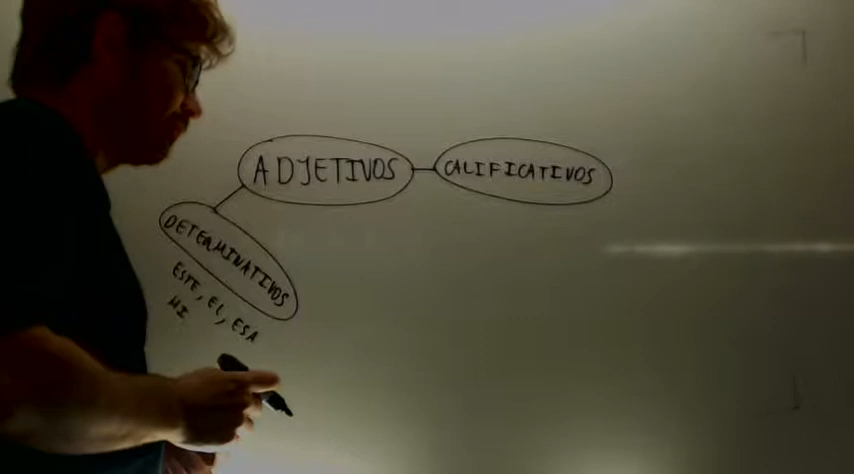 ADJETIVOS
CALIFICATIVOS
DETERMINATIVOS
ESTE, EL, ESA
MI